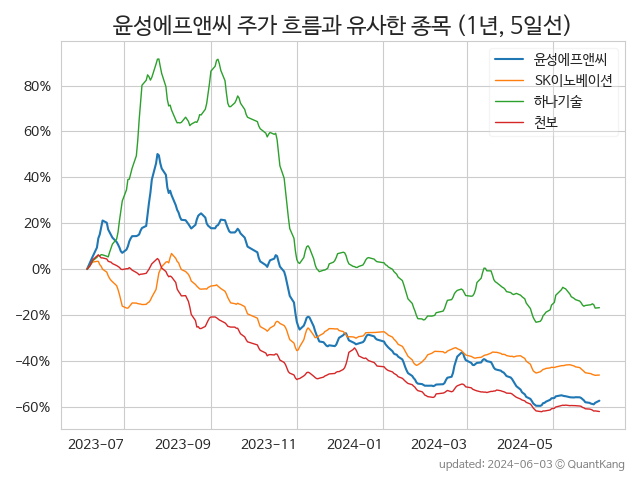 윤성에프앤씨 주가 흐름과 유사한 종목 (1년, 5일선)
윤성에프앤씨
SK이노베이션
하나기술
천보
80%
60%
40%
20%
0%
−20%
−40%
−60%
2023−07
2023−09
2023−11
2024−01
2024−03
2024−05
updated: 2024-06-03 © QuantKang